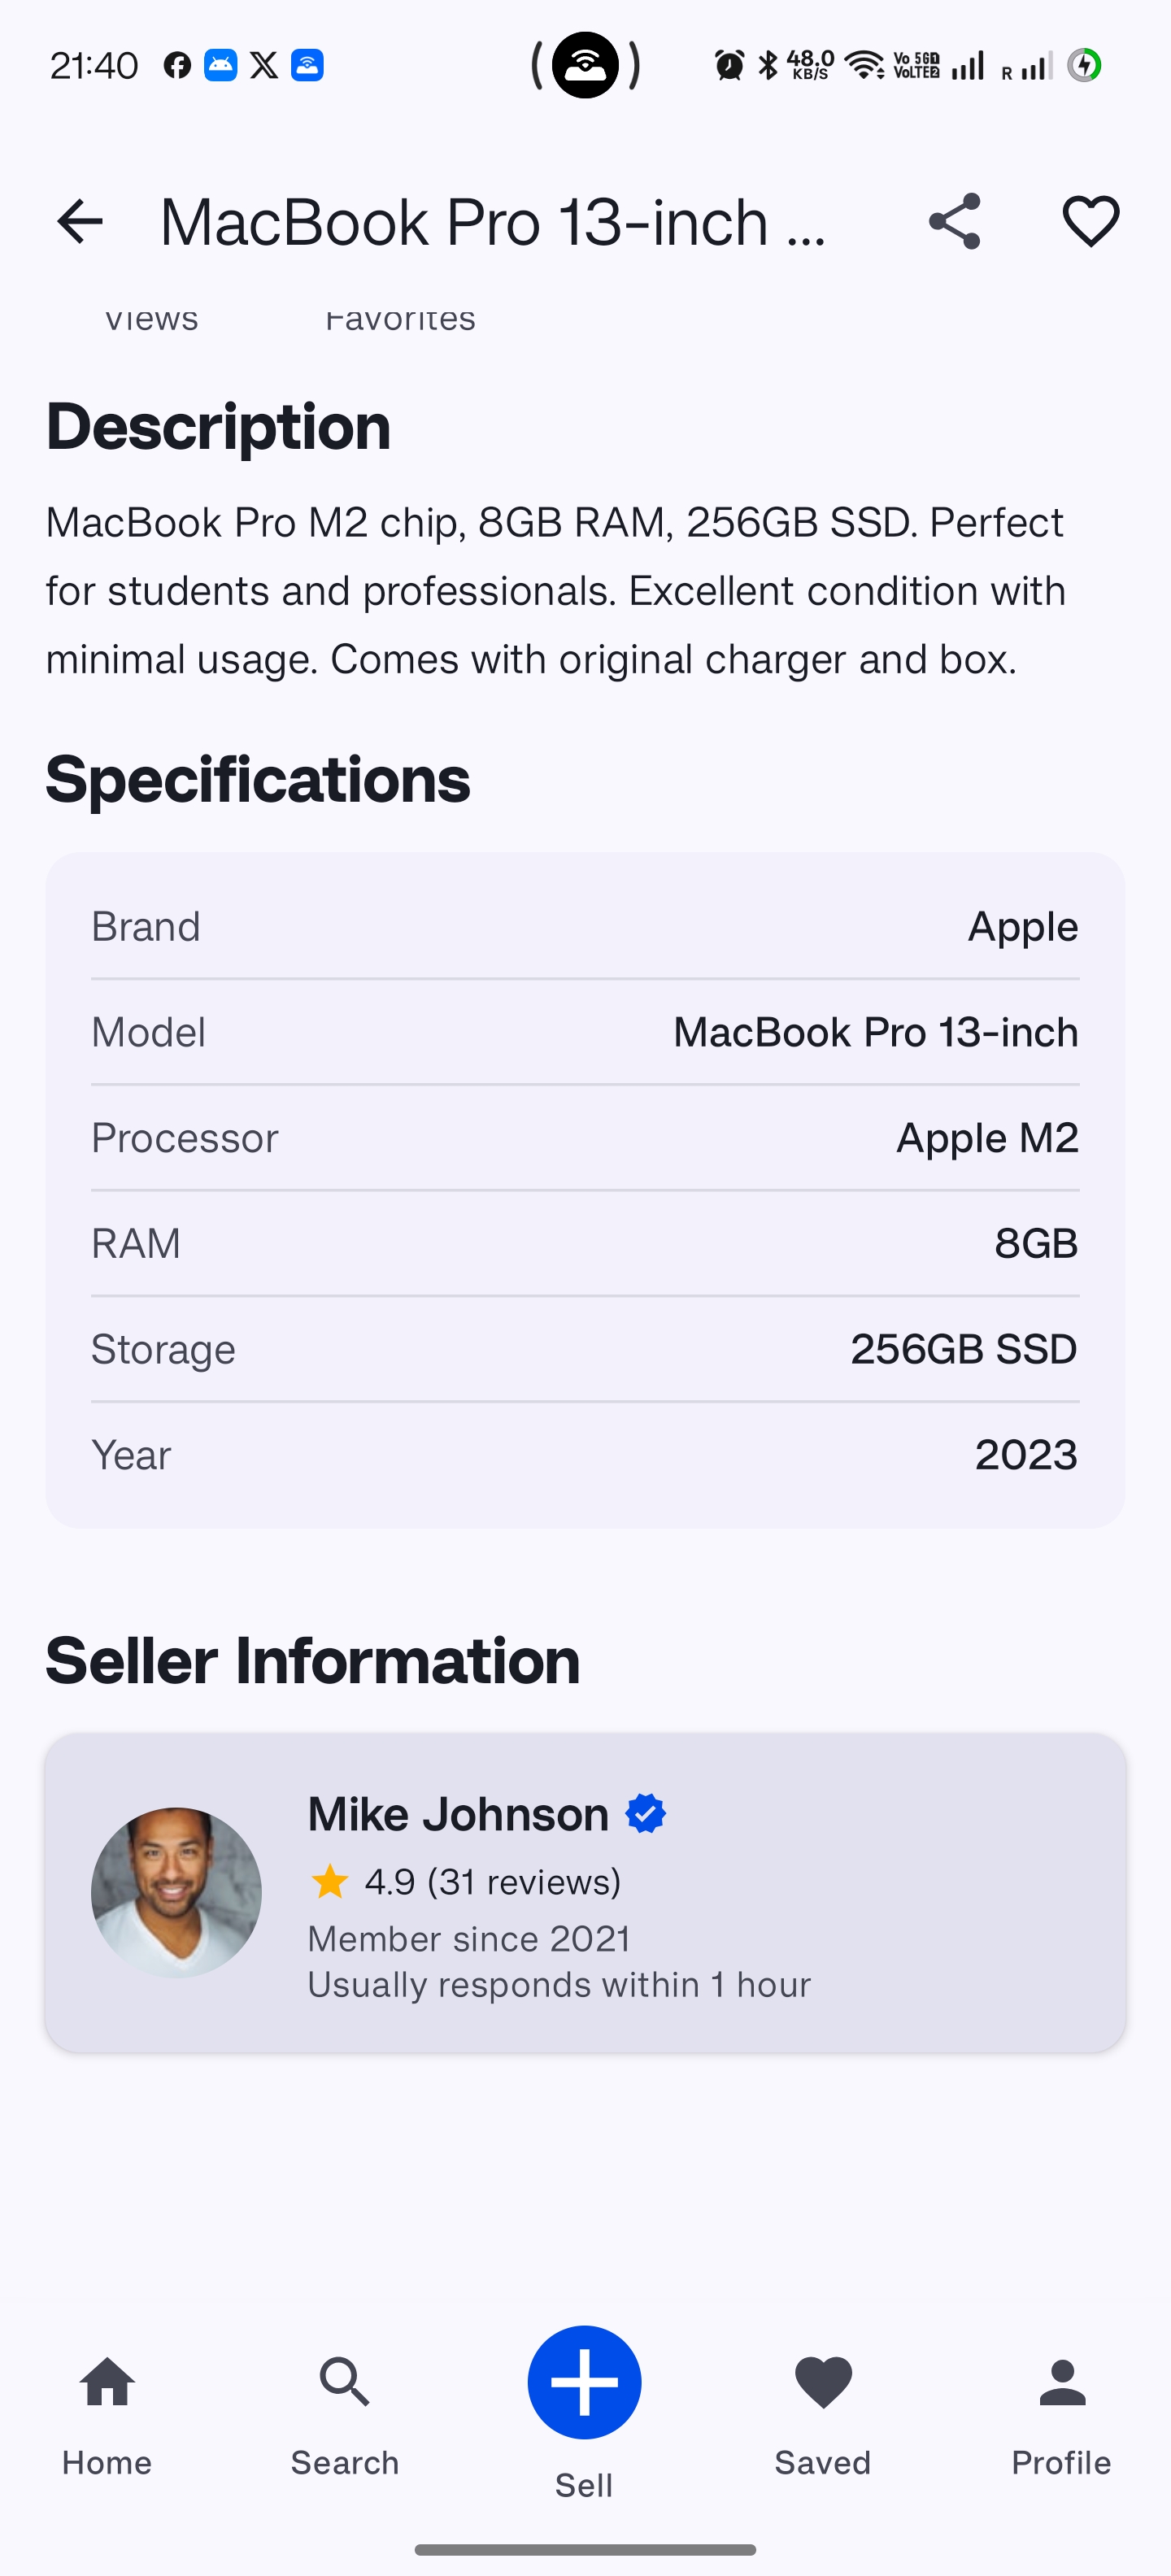 21:40
48.0
KB/S
Vo 5G
VoLTE2
R
MacBook Pro 13-inch ...
Views
Favorites
Description
MacBook Pro M2 chip, 8GB RAM, 256GB SSD. Perfect
for students and professionals. Excellent condition with
minimal usage. Comes with original charger and box.
Specifications
Brand
Apple
Model
MacBook Pro 13-inch
Processor
Apple M2
RAM
8GB
Storage
256GB SSD
Year
2023
Seller Information
Mike Johnson
4.9 (31 reviews)
Member since 2021
Usually responds within 1 hour
Home
Search
Sell
Saved
Profile